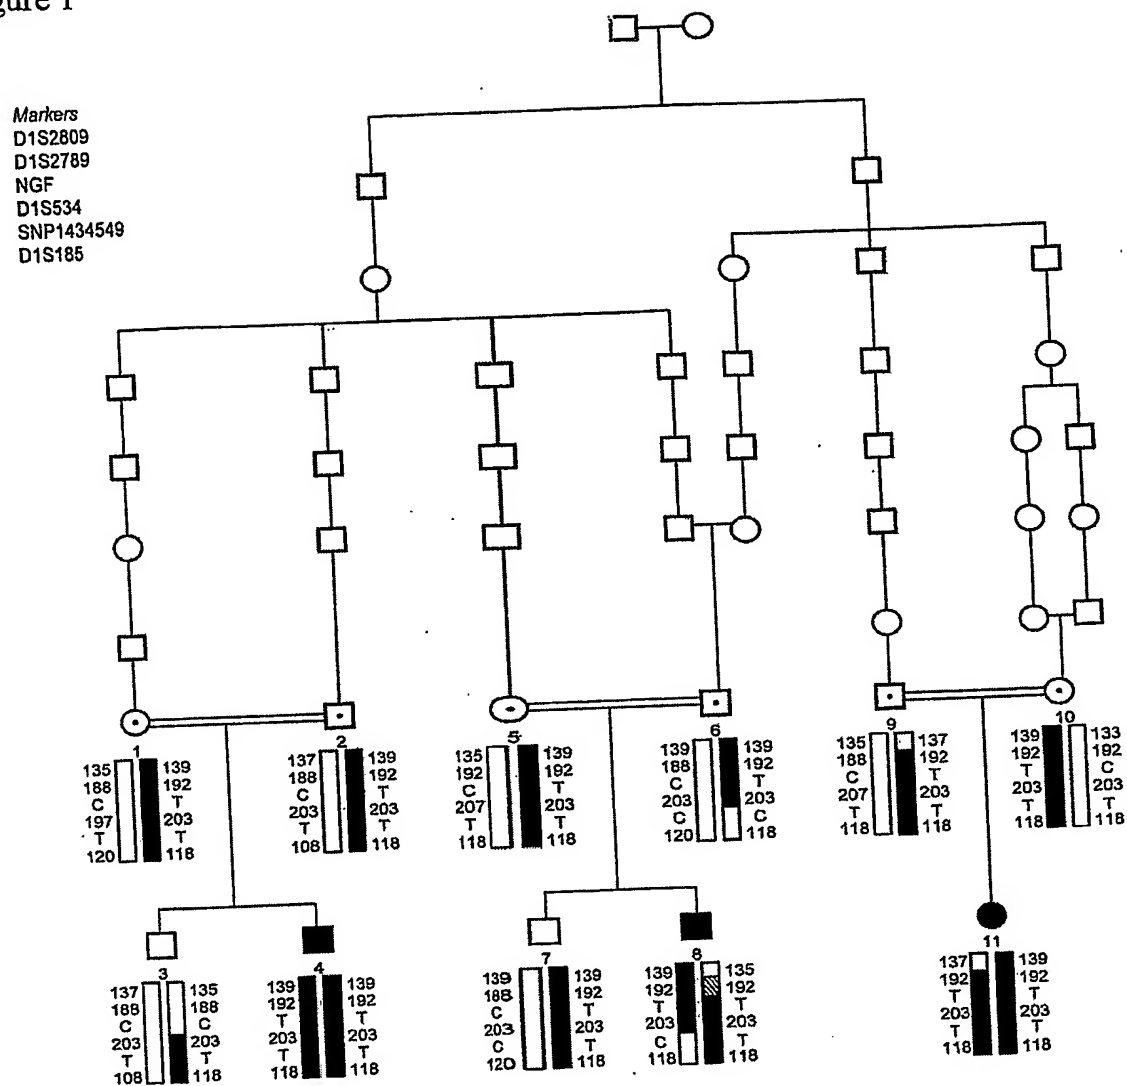 gure 1
Markers
D1S2809
D1S2789
NGF
D1S534
SNP1434549
D1S185
1
135 139
188 192
C T
197 203
T T
120 118
2
137 139
188 192
C T
203 203
T T
108 118
5
135 139
192 192
C T
207 203
T T
118 118
6
139 139
188 192
C T
203 203
C C
120 118
9
135 137
188 192
C T
207 203
T T
118 118
10
139 133
192 192
T C
203 203
T T
118 118
3
137 135
188 188
C C
203 203
T T
108 118
4
139 139
192 192
T T
203 203
T T
118 118
7
139 139
188 192
C T
203 203
C T
120 118
8
139 135
192 192
T T
203 203
C T
118 118
11
137 139
192 192
T T
203 203
T T
118 118